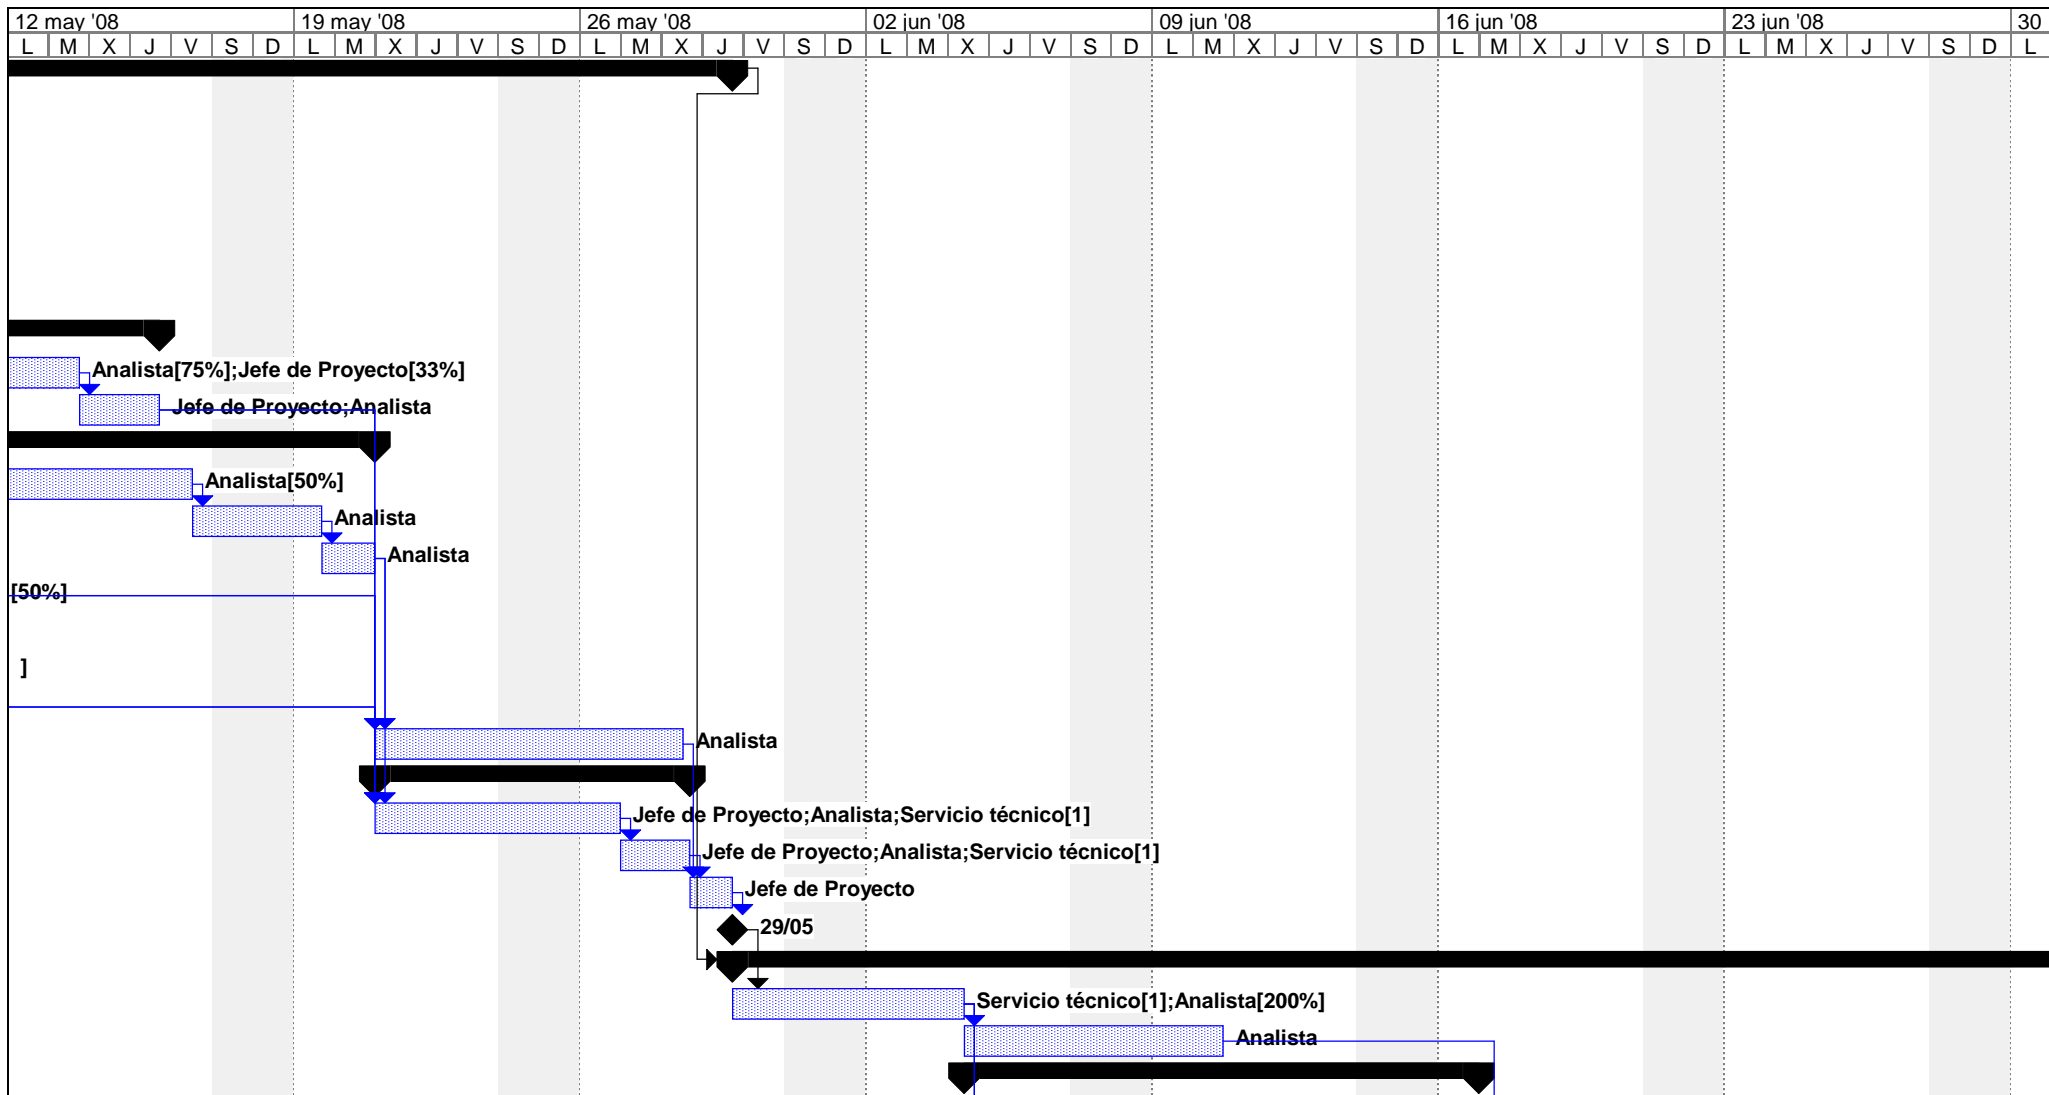 12 may '08 19 may '08 26 may '08 02 jun '08 09 jun '08 16 jun '08 23 jun '08 30
L M X J V S D L M X J V S D L M X J V S D L M X J V S D L M X J V S D L M X J V S D L M X J V S D L
Analista[75%];Jefe de Proyecto[33%]
Jefe de Proyecto;Analista
Analista[50%]
Analista
Analista
[50%]
]
Analista
Jefe de Proyecto;Analista;Servicio técnico[1]
Jefe de Proyecto;Analista;Servicio técnico[1]
Jefe de Proyecto
29/05
Servicio técnico[1];Analista[200%]
Analista